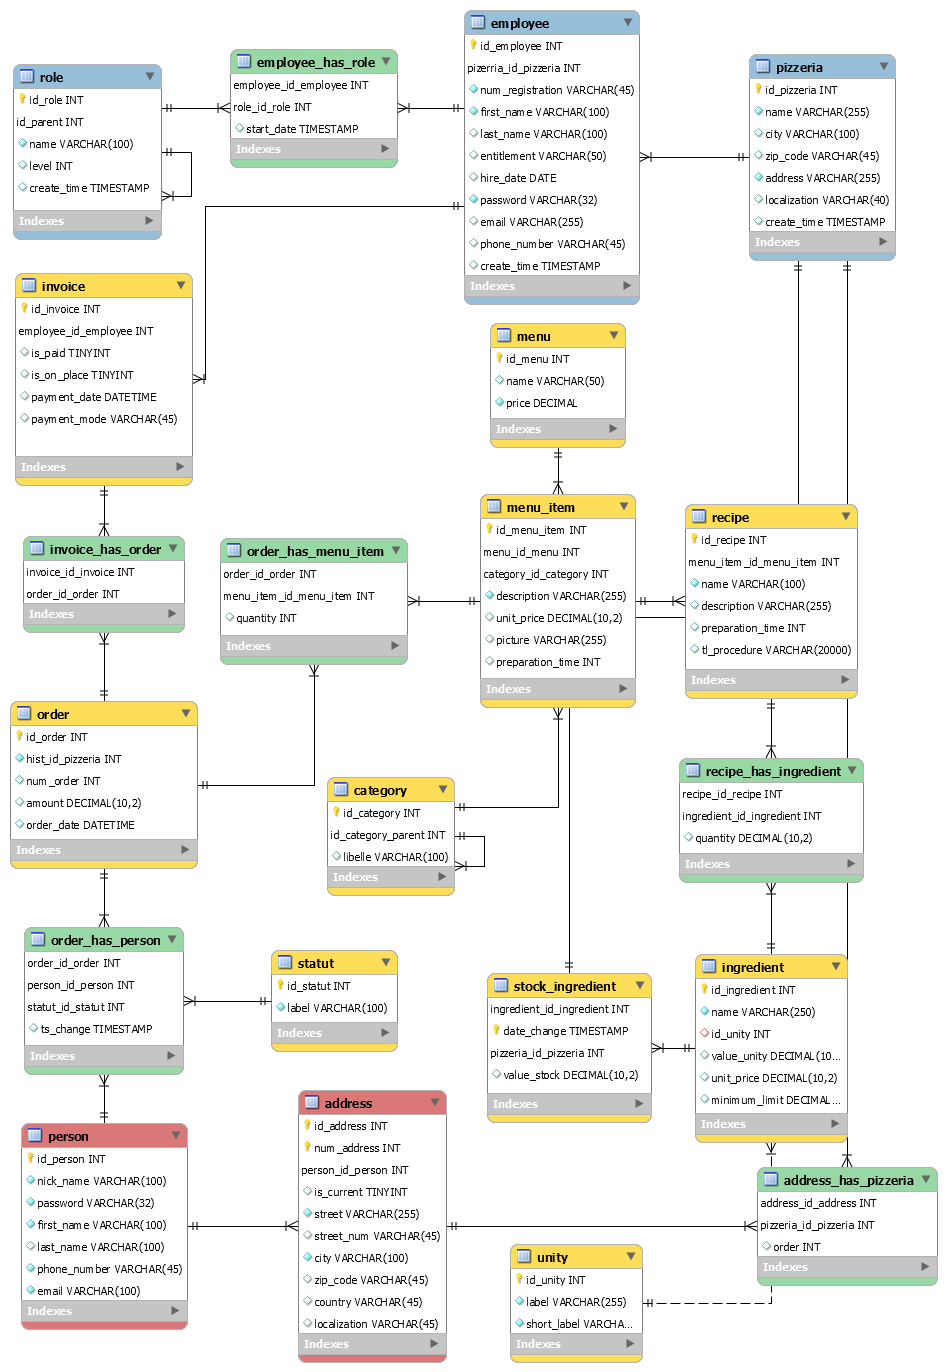 role
id_role INT
id_parent INT
name VARCHAR(100)
level INT
create_time TIMESTAMP
Indexes
employee_has_role
employee_id_employee INT
role_id_role INT
start_date TIMESTAMP
Indexes
employee
id_employee INT
pizerria_id_pizzeria INT
num_registration VARCHAR(45)
first_name VARCHAR(100)
last_name VARCHAR(100)
entitlement VARCHAR(50)
hire_date DATE
password VARCHAR(32)
email VARCHAR(255)
phone_number VARCHAR(45)
create_time TIMESTAMP
Indexes
pizzeria
id_pizzeria INT
name VARCHAR(255)
city VARCHAR(100)
zip_code VARCHAR(45)
address VARCHAR(255)
localization VARCHAR(40)
create_time TIMESTAMP
Indexes
invoice
id_invoice INT
employee_id_employee INT
is_paid TINYINT
is_on_place TINYINT
payment_date DATETIME
payment_mode VARCHAR(45)
Indexes
menu
id_menu INT
name VARCHAR(50)
price DECIMAL
Indexes
invoice_has_order
invoice_id_invoice INT
order_id_order INT
Indexes
order_has_menu_item
order_id_order INT
menu_item_id_menu_item INT
quantity INT
Indexes
menu_item
id_menu_item INT
menu_id_menu INT
category_id_category INT
description VARCHAR(255)
unit_price DECIMAL(10,2)
picture VARCHAR(255)
preparation_time INT
Indexes
recipe
id_recipe INT
menu_item_id_menu_item INT
name VARCHAR(100)
description VARCHAR(255)
preparation_time INT
tl_procedure VARCHAR(20000)
Indexes
order
id_order INT
hist_id_pizzeria INT
num_order INT
amount DECIMAL(10,2)
order_date DATETIME
Indexes
category
id_category INT
id_category_parent INT
libelle VARCHAR(100)
Indexes
recipe_has_ingredient
recipe_id_recipe INT
ingredient_id_ingredient INT
quantity DECIMAL(10,2)
Indexes
order_has_person
order_id_order INT
person_id_person INT
statut_id_statut INT
ts_change TIMESTAMP
Indexes
statut
id_statut INT
label VARCHAR(100)
Indexes
stock_ingredient
ingredient_id_ingredient INT
date_change TIMESTAMP
pizzeria_id_pizzeria INT
value_stock DECIMAL(10,2)
Indexes
ingredient
id_ingredient INT
name VARCHAR(250)
id_unity INT
value_unity DECIMAL(10...
unit_price DECIMAL(10,2)
minimum_limit DECIMAL...
Indexes
person
id_person INT
nick_name VARCHAR(100)
password VARCHAR(32)
first_name VARCHAR(100)
last_name VARCHAR(100)
phone_number VARCHAR(45)
email VARCHAR(100)
Indexes
address
id_address INT
num_address INT
person_id_person INT
is_current TINYINT
street VARCHAR(255)
street_num VARCHAR(45)
city VARCHAR(100)
zip_code VARCHAR(45)
country VARCHAR(45)
localization VARCHAR(45)
Indexes
address_has_pizzeria
address_id_address INT
pizzeria_id_pizzeria INT
order INT
Indexes
unity
id_unity INT
label VARCHAR(255)
short_label VARCHA...
Indexes